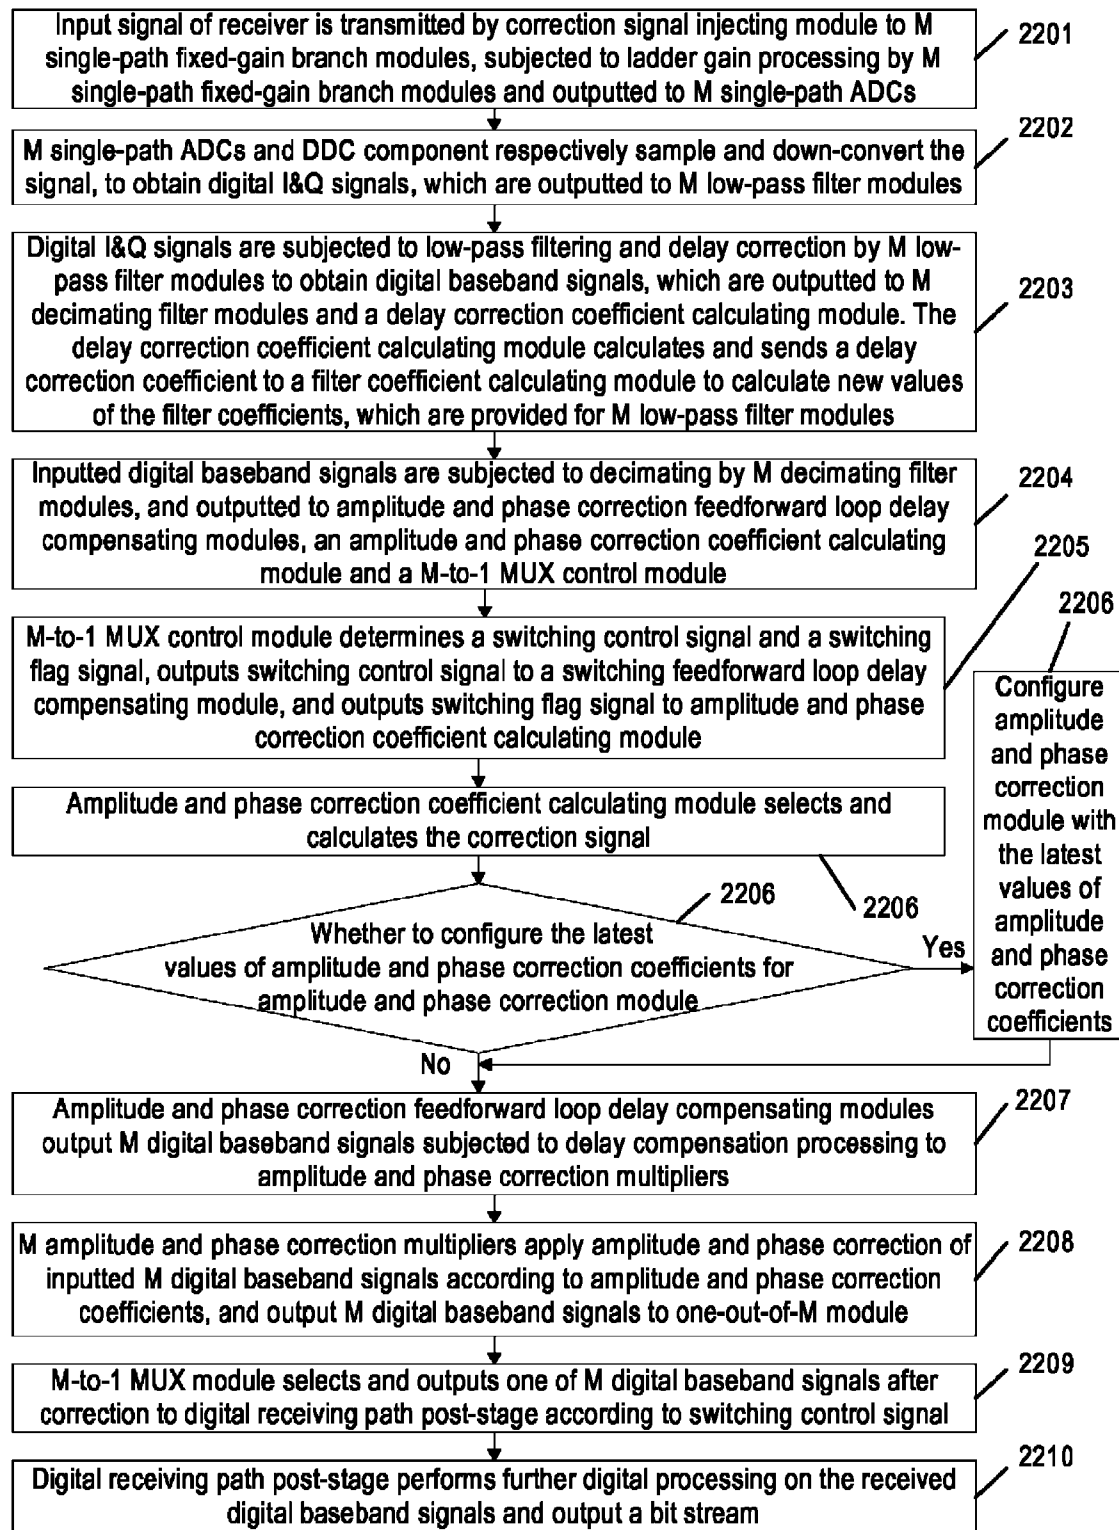 Input signal of receiver is transmitted by correction signal injecting module to M
single-path fixed-gain branch modules, subjected to ladder gain processing by M
single-path fixed-gain branch modules and outputted to M single-path ADCs
2201
M single-path ADCs and DDC component respectively sample and down-convert the
signal, to obtain digital I&Q signals, which are outputted to M low-pass filter modules
2202
Digital I&Q signals are subjected to low-pass filtering and delay correction by M low-
pass filter modules to obtain digital baseband signals, which are outputted to M
decimating filter modules and a delay correction coefficient calculating module. The
delay correction coefficient calculating module calculates and sends a delay
correction coefficient to a filter coefficient calculating module to calculate new values
of the filter coefficients, which are provided for M low-pass filter modules
2203
Inputted digital baseband signals are subjected to decimating by M decimating filter
modules, and outputted to amplitude and phase correction feedforward loop delay
compensating modules, an amplitude and phase correction coefficient calculating
module and a M-to-1 MUX control module
2204
M-to-1 MUX control module determines a switching control signal and a switching
flag signal, outputs switching control signal to a switching feedforward loop delay
compensating module, and outputs switching flag signal to amplitude and phase
correction coefficient calculating module
2205
Amplitude and phase correction coefficient calculating module selects and
calculates the correction signal
2206
Whether to configure the latest
values of amplitude and phase correction coefficients for
amplitude and phase correction module
2206
Yes
No
2206
Configure
amplitude
and phase
correction
module with
the latest
values of
amplitude
and phase
correction
coefficients
Amplitude and phase correction feedforward loop delay compensating modules
output M digital baseband signals subjected to delay compensation processing to
amplitude and phase correction multipliers
2207
M amplitude and phase correction multipliers apply amplitude and phase correction of
inputted M digital baseband signals according to amplitude and phase correction
coefficients, and output M digital baseband signals to one-out-of-M module
2208
M-to-1 MUX module selects and outputs one of M digital baseband signals after
correction to digital receiving path post-stage according to switching control signal
2209
Digital receiving path post-stage performs further digital processing on the received
digital baseband signals and output a bit stream
2210